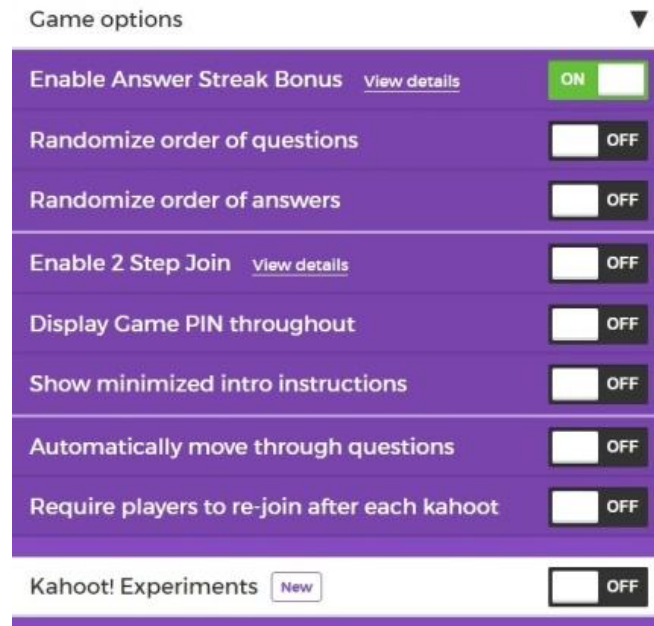 Game options ▼
Enable Answer Streak Bonus View details ON
Randomize order of questions OFF
Randomize order of answers OFF
Enable 2 Step Join View details OFF
Display Game PIN throughout OFF
Show minimized intro instructions OFF
Automatically move through questions OFF
Require players to re-join after each kahoot OFF
Kahoot! Experiments New OFF